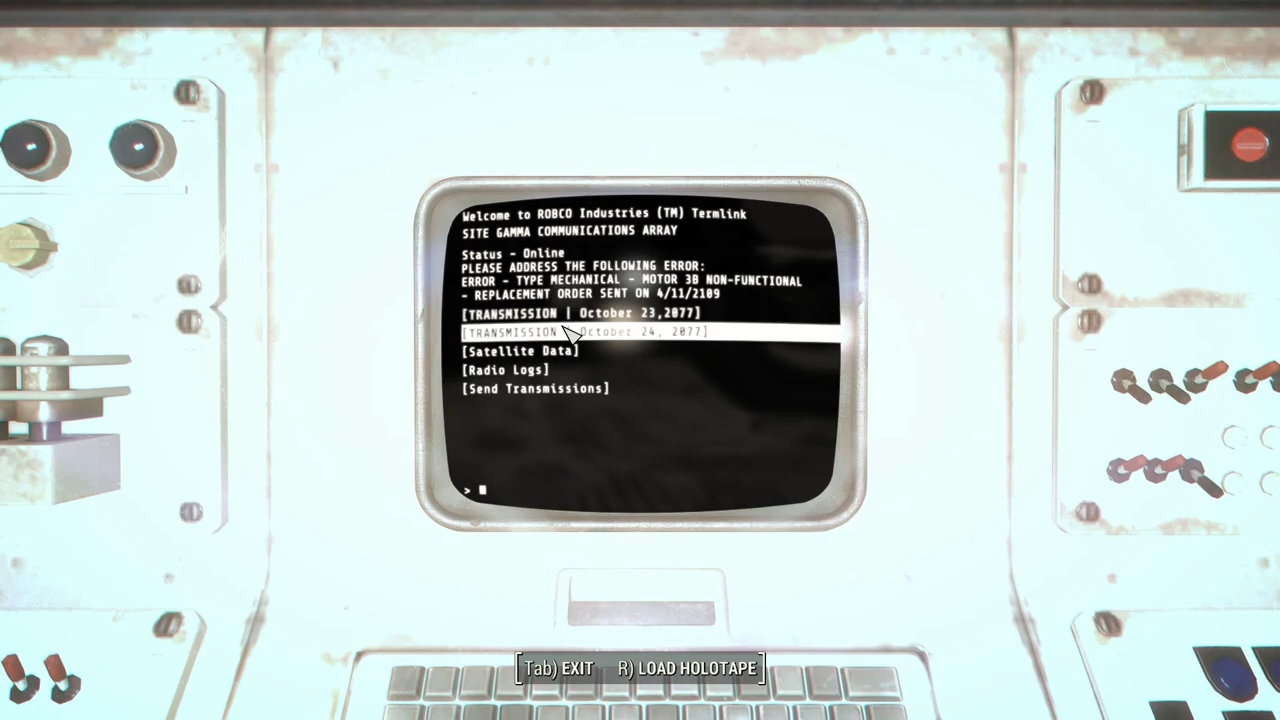 Welcome to ROBCO Industries (TM) Termlink
SITE GAMMA COMMUNICATIONS ARRAY
Status - Online
PLEASE ADDRESS THE FOLLOWING ERROR:
ERROR - TYPE MECHANICAL - MOTOR 3B NON-FUNCTIONAL
- REPLACEMENT ORDER SENT ON 4/11/2109
[TRANSMISSION | October 23,2077]
[TRANSMISSION October 24, 2077]
[Satellite Data]
[Radio Logs]
[Send Transmissions]
>
[Tab) EXIT R) LOAD HOLOTAPE]